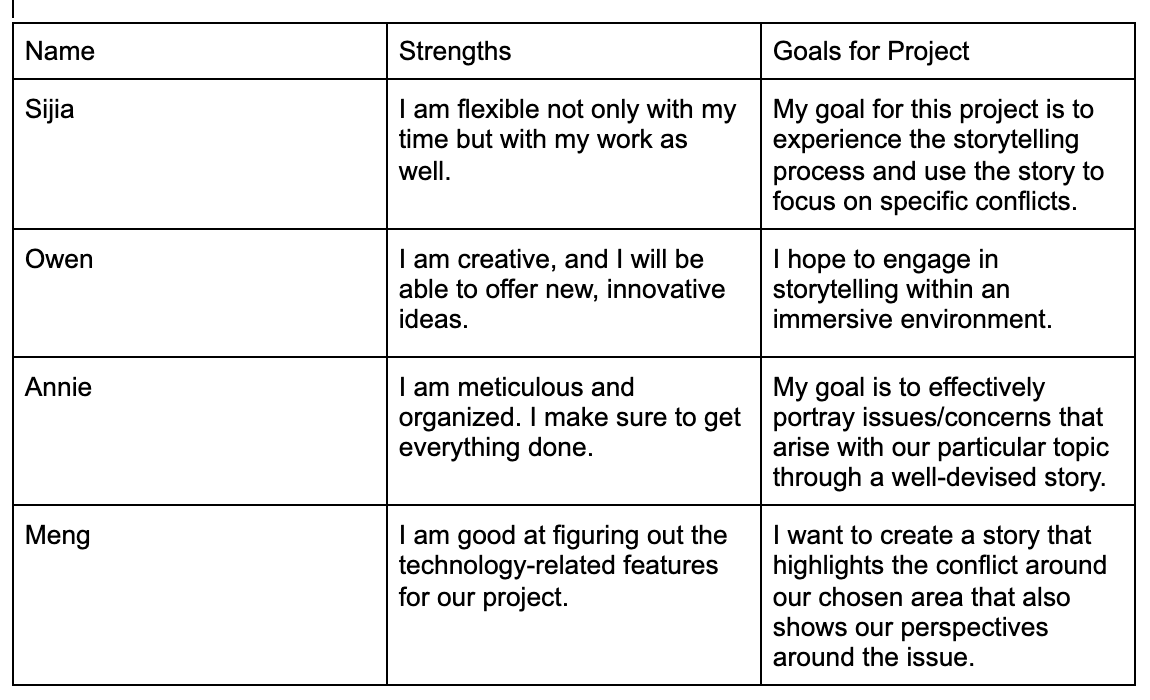 Name
Strengths
Goals for Project
Sijia
I am flexible not only with my
time but with my work as
well.
My goal for this project is to
experience the storytelling
process and use the story to
focus on specific conflicts.
Owen
I am creative, and I will be
able to offer new, innovative
ideas.
I hope to engage in
storytelling within an
immersive environment.
Annie
I am meticulous and
organized. I make sure to get
everything done.
My goal is to effectively
portray issues/concerns that
arise with our particular topic
through a well-devised story.
Meng
I am good at figuring out the
technology-related features
for our project.
I want to create a story that
highlights the conflict around
our chosen area that also
shows our perspectives
around the issue.